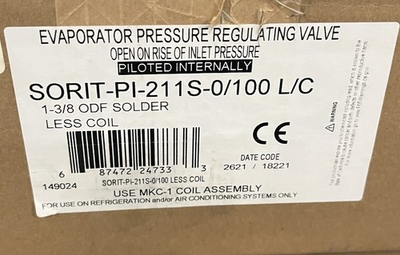 EVAPORATOR PRESSURE REGULATING VALVE
OPEN ON RISE OF INLET PRESSURE
PILOTED INTERNALLY
SORIT-PI-211S-0/100 L/C
1-3/8 ODF SOLDER
LESS COIL
CE
WARNING
6 87472 24733 3
DATE CODE
2621 / 18221
149024 SORIT-PI-211S-0/100 LESS COIL
USE MKC-1 COIL ASSEMBLY
FOR USE ON REFRIGERATION and/or AIR CONDITIONING SYSTEMS ONLY